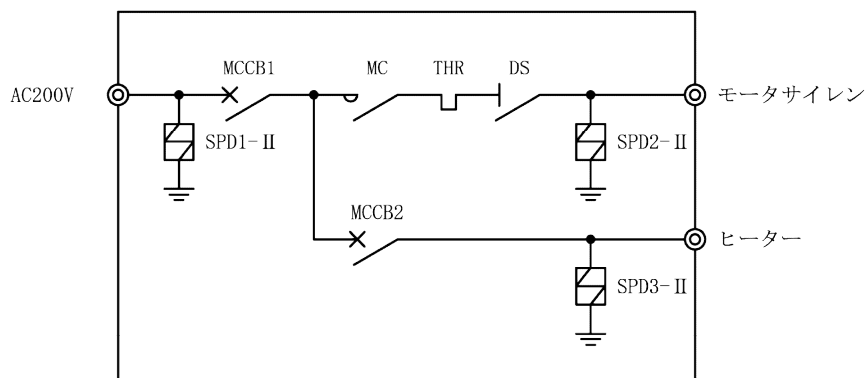 MCCB1
MC
THR
DS
AC200V
モータサイレン
SPD1-Ⅱ
SPD2-Ⅱ
MCCB2
ヒーター
SPD3-Ⅱ